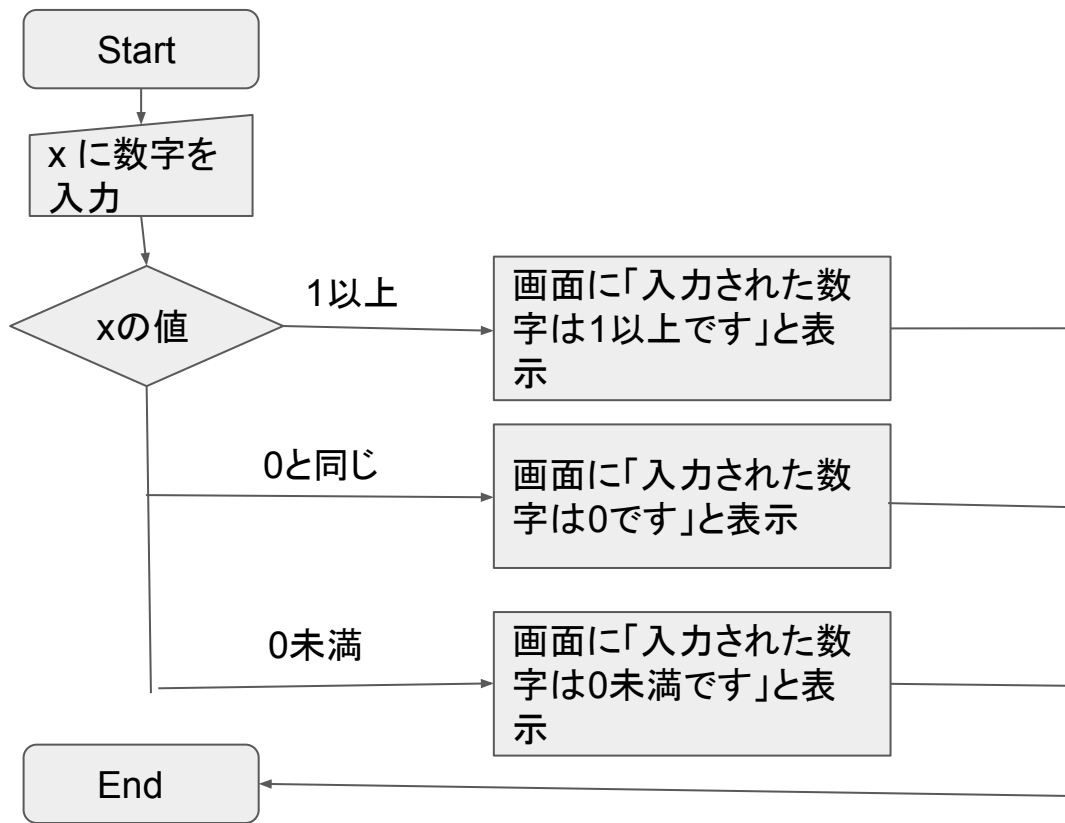 Start
x に数字を
入力
xの値
1以上
画面に「入力された数
字は1以上です」と表
示
0と同じ
画面に「入力された数
字は0です」と表示
0未満
画面に「入力された数
字は0未満です」と表
示
End